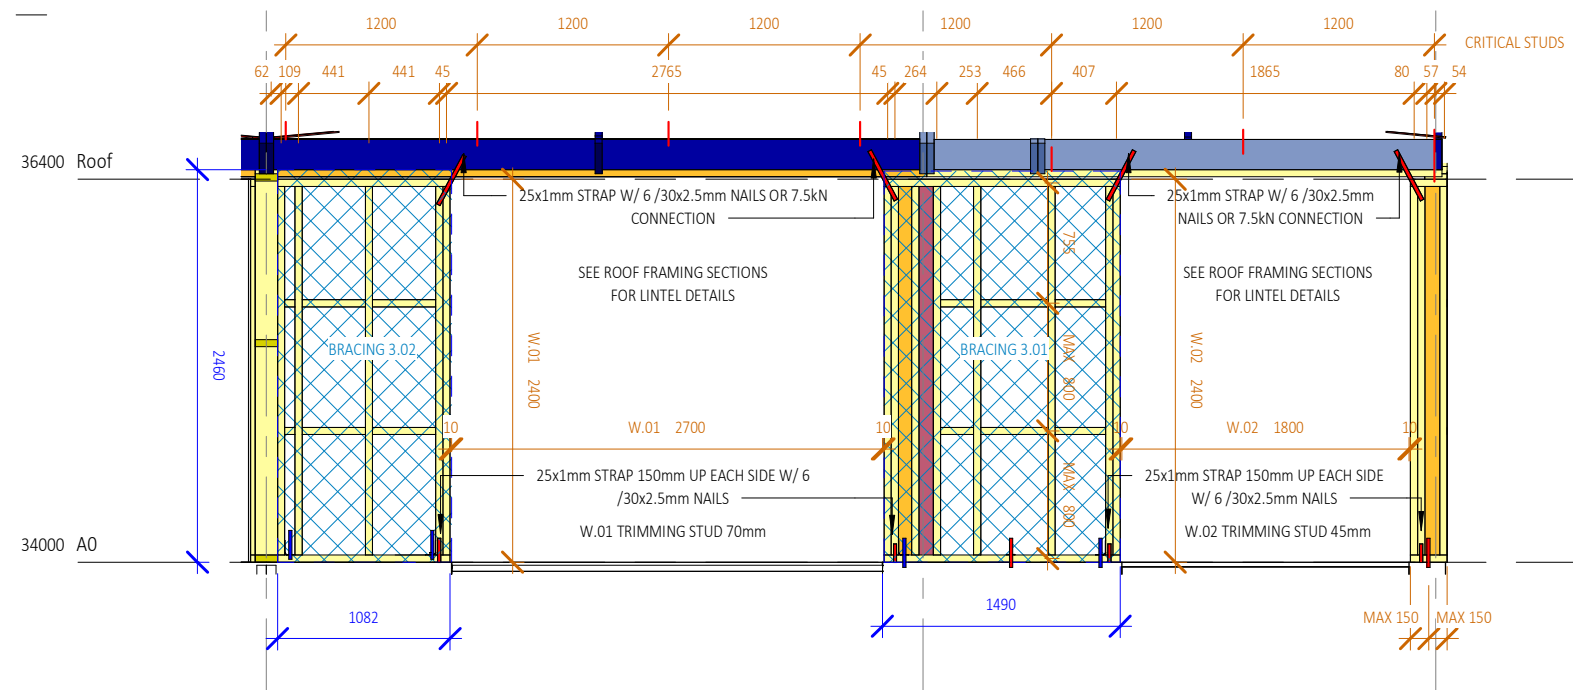 1200 1200 1200 1200 1200 1200
CRITICAL STUDS
62 109 441 441 45 2765 45 264 253 466 407 1865 80 57 54
36400 Roof
25x1mm STRAP W/ 6 /30x2.5mm NAILS OR 7.5kN
CONNECTION
25x1mm STRAP W/ 6 /30x2.5mm
NAILS OR 7.5kN CONNECTION
755
SEE ROOF FRAMING SECTIONS
FOR LINTEL DETAILS
SEE ROOF FRAMING SECTIONS
FOR LINTEL DETAILS
2460
BRACING 3.02
W.01 2400
BRACING 3.01
MAX 800
W.02 2400
10 W.01 2700 10
10 W.02 1800 10
25x1mm STRAP 150mm UP EACH SIDE W/ 6
/30x2.5mm NAILS
MAX 800
25x1mm STRAP 150mm UP EACH SIDE
W/ 6 /30x2.5mm NAILS
W.01 TRIMMING STUD 70mm
W.02 TRIMMING STUD 45mm
34000 A0
1082
1490
MAX 150 MAX 150